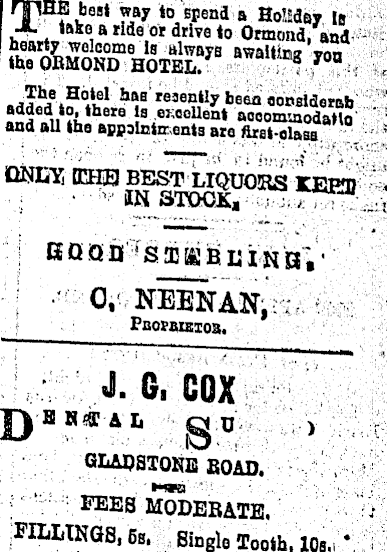 THE best way to spend a Holiday is
take a ride or drive to Ormond, and
hearty welcome is always awaiting you
the ORMOND HOTEL.
The Hotel has recently been considerab
added to, there is excellent accommodatio
and all the appointments are first-class
ONLY THE BEST LIQUORS KEPT
IN STOCK,
GOOD STABLING,
C. NEENAN,
PROPRIETOR.
J. G. COX
DENTAL SU
GLADSTONE ROAD.
FEES MODERATE.
FILLINGS, 5s. Single Tooth, 10s.